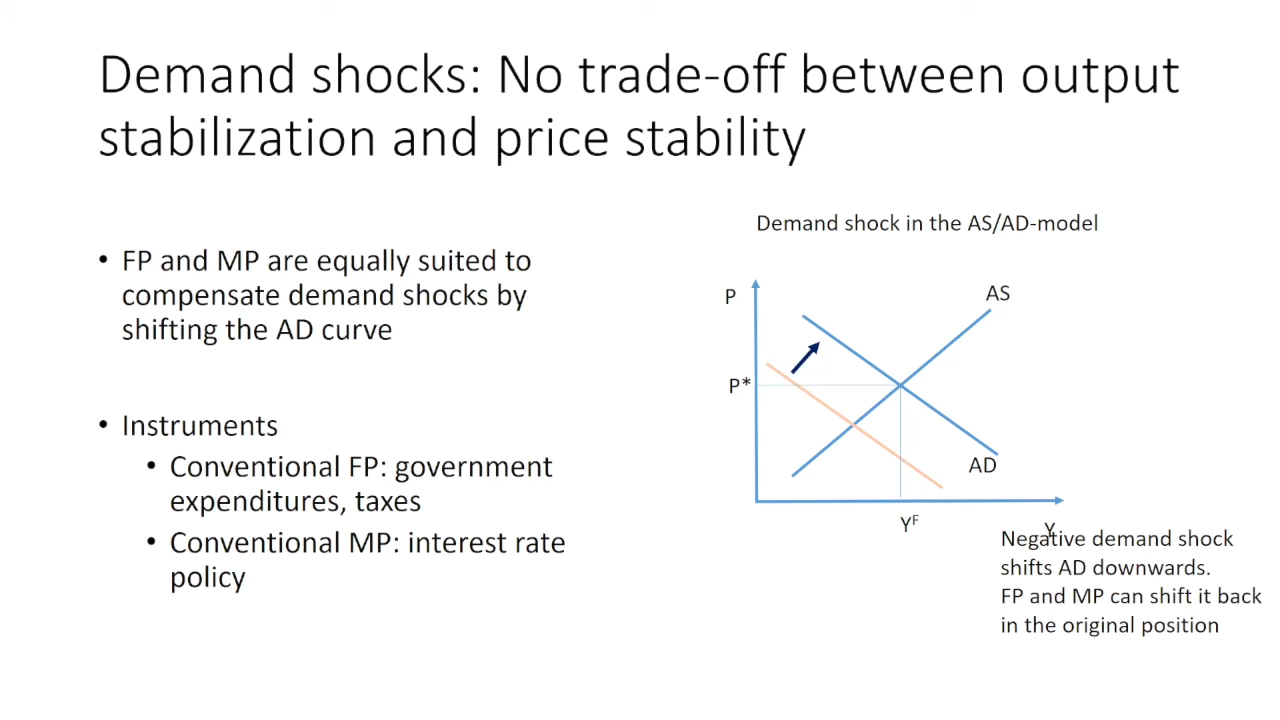 Demand shocks: No trade-off between output
stabilization and price stability
• FP and MP are equally suited to
compensate demand shocks by
shifting the AD curve
• Instruments
• Conventional FP: government
expenditures, taxes
• Conventional MP: interest rate
policy
Demand shock in the AS/AD-model
P
AS
P*
AD
Yᶠ
Y
Negative demand shock
shifts AD downwards.
FP and MP can shift it back
in the original position